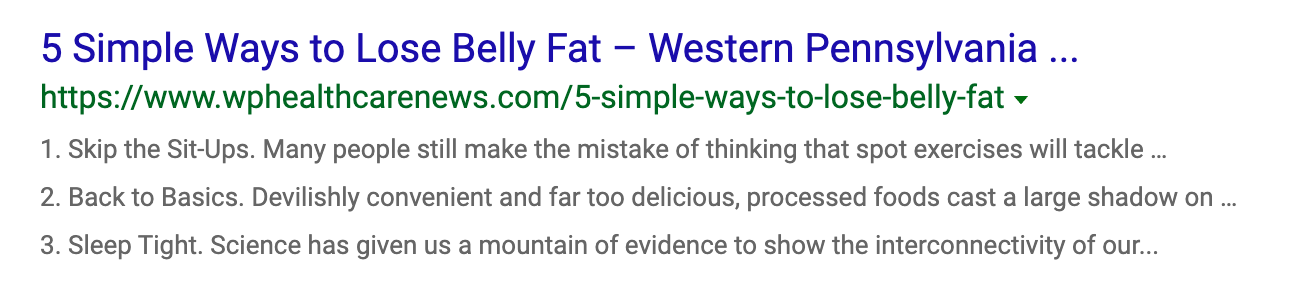 5 Simple Ways to Lose Belly Fat – Western Pennsylvania ...
https://www.wphealthcarenews.com/5-simple-ways-to-lose-belly-fat
1. Skip the Sit-Ups. Many people still make the mistake of thinking that spot exercises will tackle ...
2. Back to Basics. Devilishly convenient and far too delicious, processed foods cast a large shadow on ...
3. Sleep Tight. Science has given us a mountain of evidence to show the interconnectivity of our...